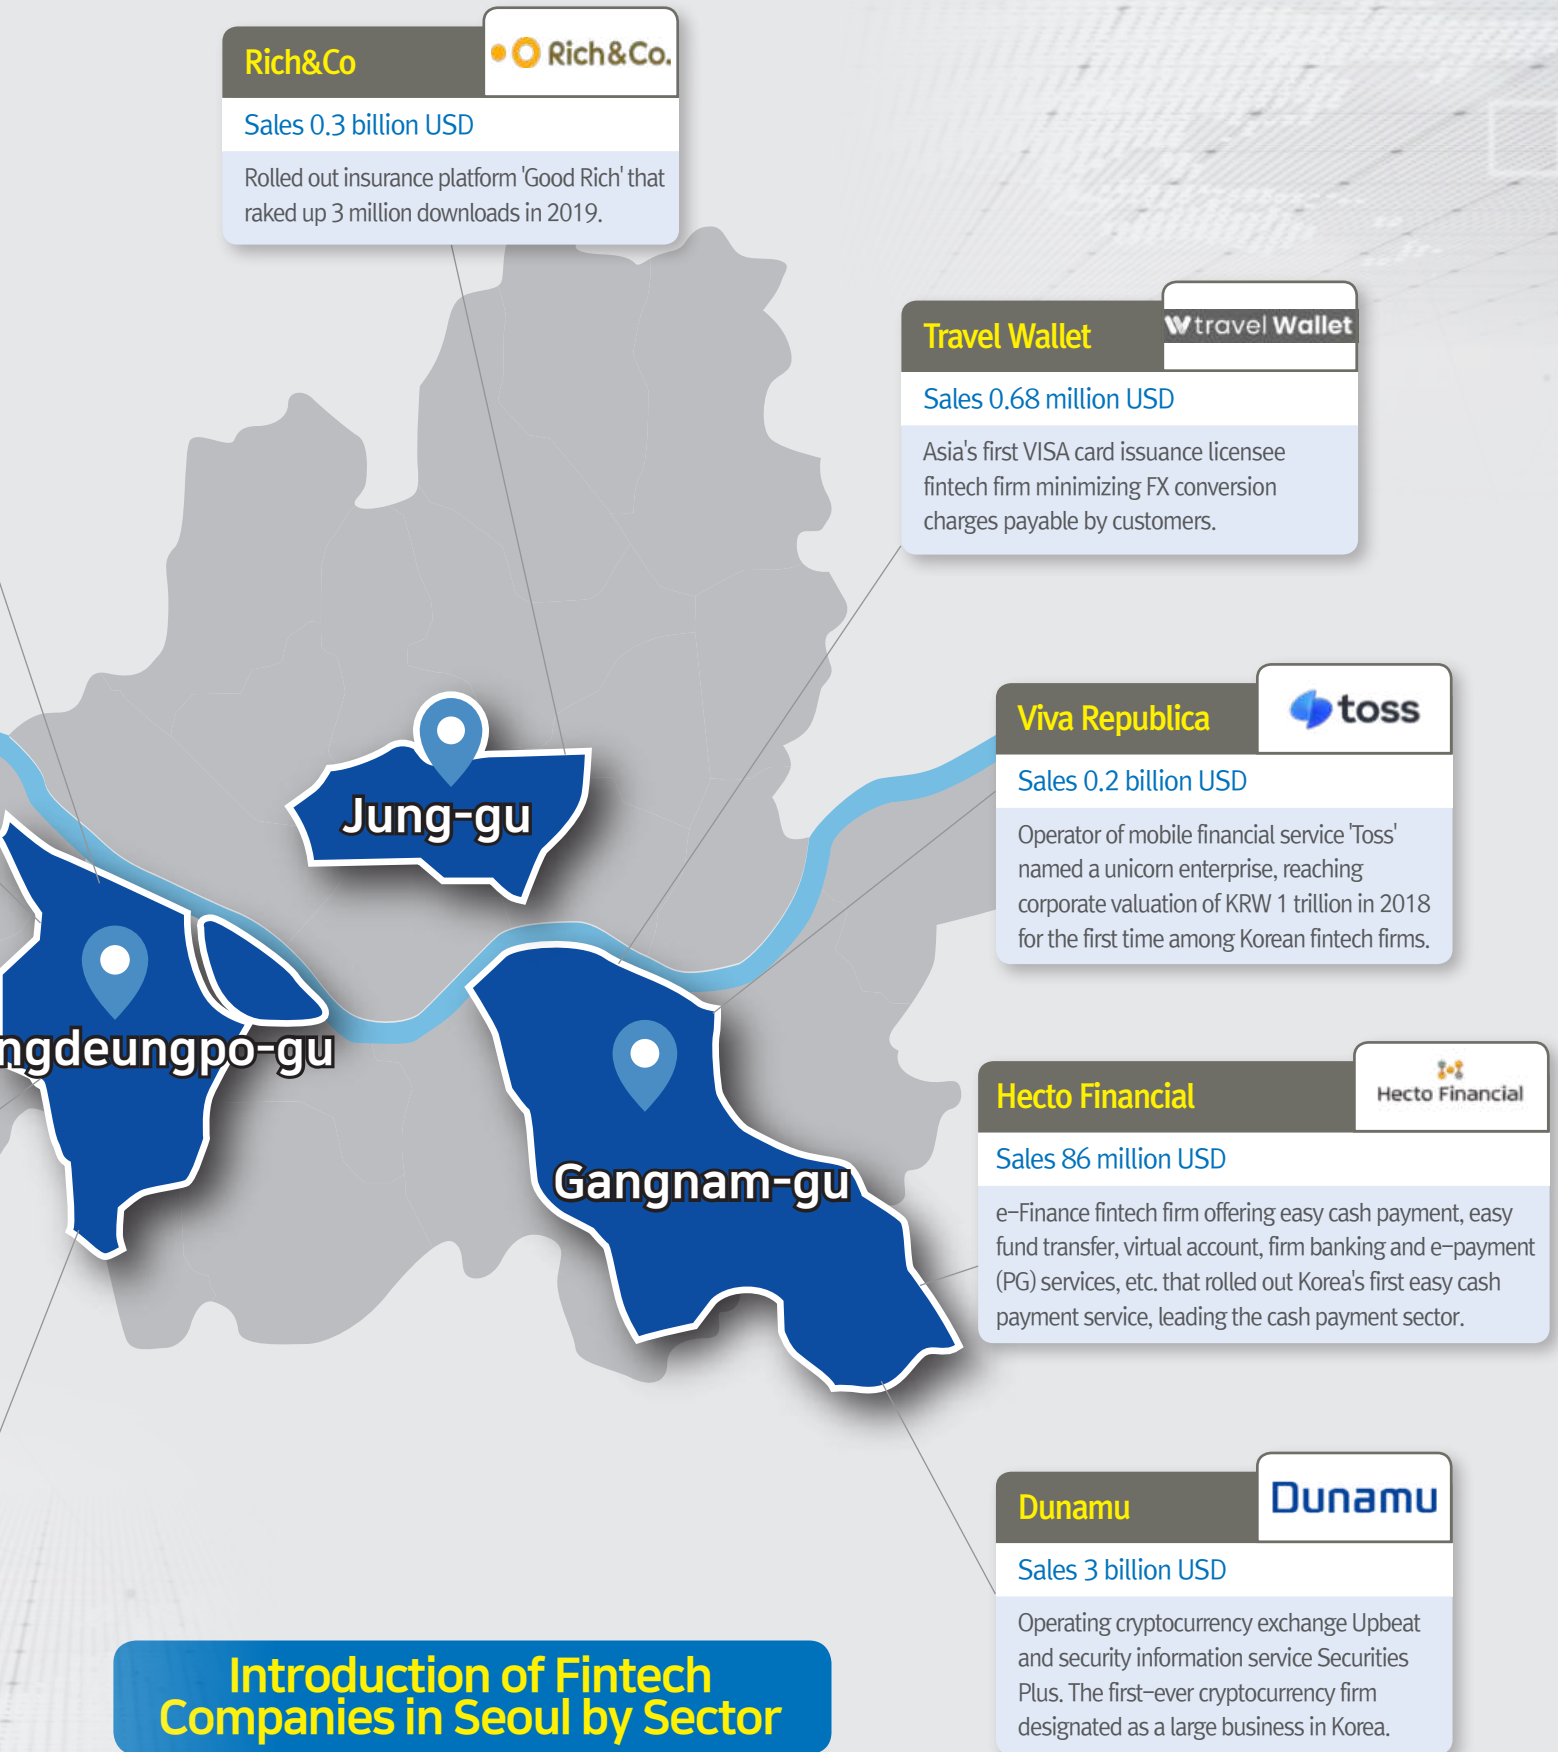 Rich&Co
Rich&Co.
Sales 0.3 billion USD
Rolled out insurance platform 'Good Rich' that
raked up 3 million downloads in 2019.
Travel Wallet
travel Wallet
Sales 0.68 million USD
Asia's first VISA card issuance licensee
fintech firm minimizing FX conversion
charges payable by customers.
Viva Republica
toss
Sales 0.2 billion USD
Operator of mobile financial service 'Toss'
named a unicorn enterprise, reaching
corporate valuation of KRW 1 trillion in 2018
for the first time among Korean fintech firms.
Jung-gu
ngdeungpo-gu
Gangnam-gu
Hecto Financial
Hecto Financial
Sales 86 million USD
e-Finance fintech firm offering easy cash payment, easy
fund transfer, virtual account, firm banking and e-payment
(PG) services, etc. that rolled out Korea's first easy cash
payment service, leading the cash payment sector.
Dunamu
Dunamu
Sales 3 billion USD
Operating cryptocurrency exchange Upbeat
and security information service Securities
Plus. The first-ever cryptocurrency firm
designated as a large business in Korea.
Introduction of Fintech
Companies in Seoul by Sector